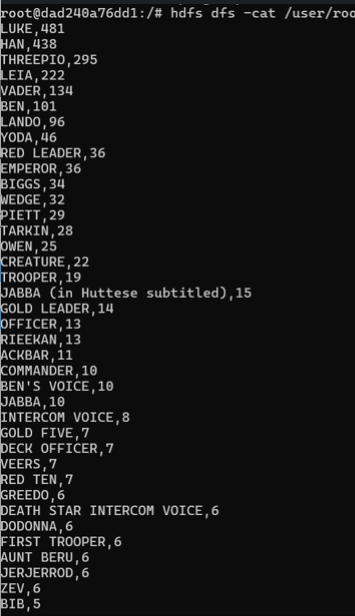 root@dad240a76dd1:/# hdfs dfs -cat /user/roo
LUKE,481
HAN,438
THREEPIO,295
LEIA,222
VADER,134
BEN,101
LANDO,96
YODA,46
RED LEADER,36
EMPEROR,36
BIGGS,34
WEDGE,32
PIETT,29
TARKIN,28
OWEN,25
CREATURE,22
TROOPER,19
JABBA (in Huttese subtitled),15
GOLD LEADER,14
OFFICER,13
RIEEKAN,13
ACKBAR,11
COMMANDER,10
BEN'S VOICE,10
JABBA,10
INTERCOM VOICE,8
GOLD FIVE,7
DECK OFFICER,7
VEERS,7
RED TEN,7
GREEDO,6
DEATH STAR INTERCOM VOICE,6
DODONNA,6
FIRST TROOPER,6
AUNT BERU,6
JERJERROD,6
ZEV,6
BIB,5